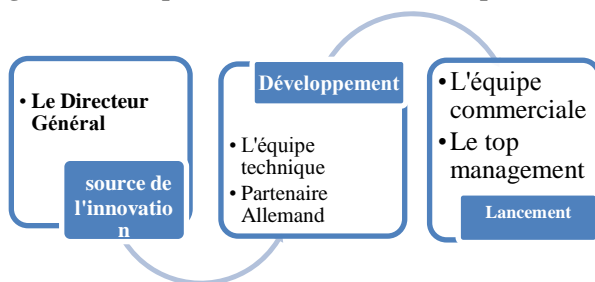 • Le Directeur
Général
source de
l'innovatio
n
Développement
• L'équipe
technique
• Partenaire
Allemand
• L'équipe
commerciale
• Le top
management
Lancement